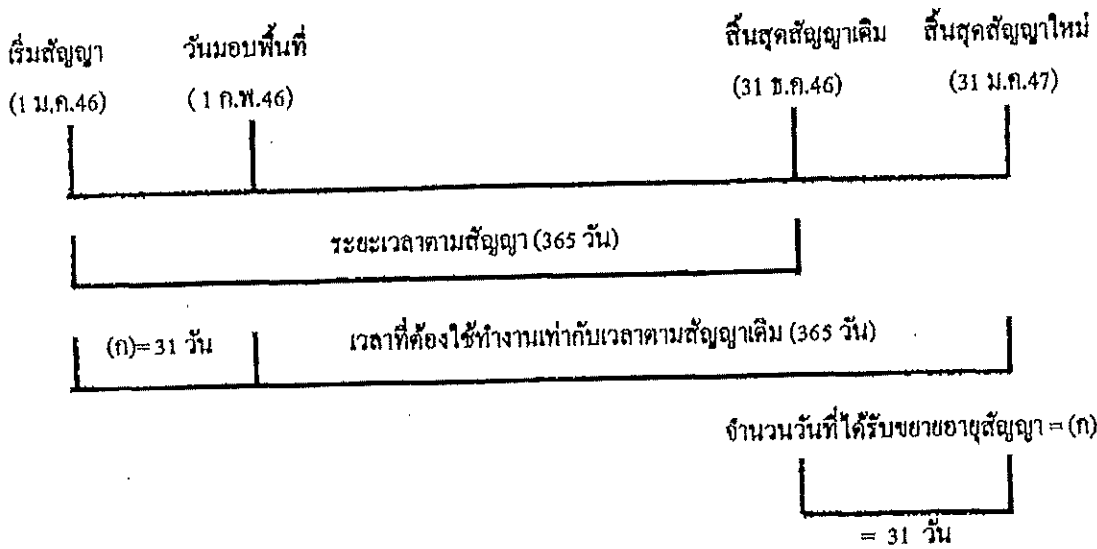 เริ่มสัญญา
(1 ม.ค.46)
วันมอบพื้นที่
( 1 ก.พ.46)
สิ้นสุดสัญญาเดิม
(31 ธ.ค.46)
สิ้นสุดสัญญาใหม่
(31 ม.ค.47)
ระยะเวลาตามสัญญา (365 วัน)
(ก)= 31 วัน
เวลาที่ต้องใช้ทำงานเท่ากับเวลาตามสัญญาเดิม (365 วัน)
จำนวนวันที่ได้รับขยายอายุสัญญา = (ก)
= 31 วัน